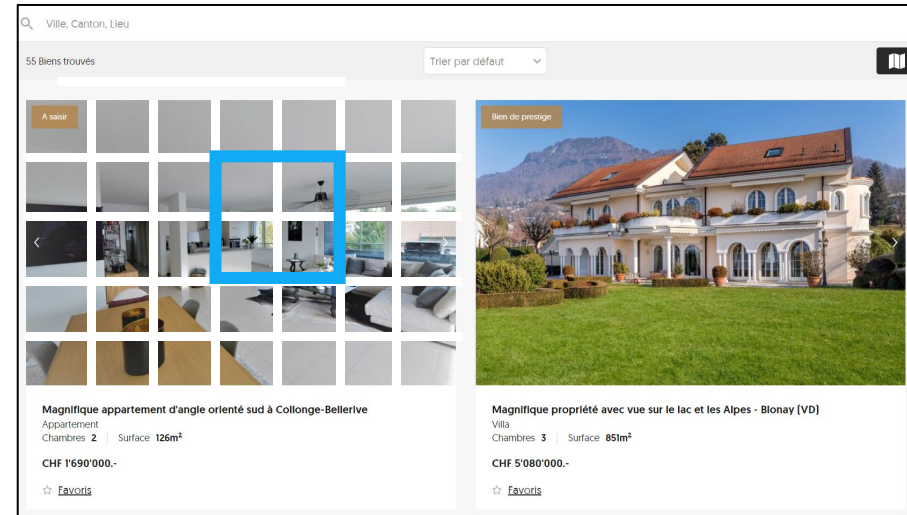 Ville, Canton, Lieu
55 Biens trouvés
Trier par défaut
A saisir
Bien de prestige
Magnifique appartement d'angle orienté sud à Collonge-Bellerive
Appartement
Chambres 2 Surface 126m²
CHF 1'690'000.-
Favoris
Magnifique propriété avec vue sur le lac et les Alpes - Blonay (VD)
Villa
Chambres 3 Surface 851m²
CHF 5'080'000.-
Favoris